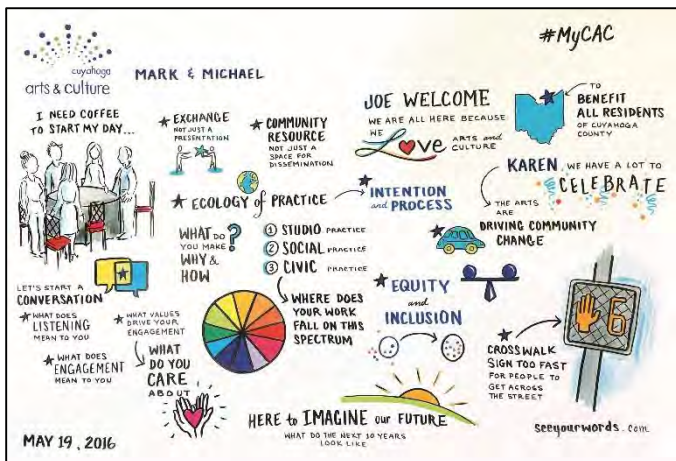 #MYCAC
cuyahoga
arts & culture
MARK & MICHAEL
I NEED COFFEE
TO START MY DAY...
★ EXCHANGE
NOT JUST A
PRESENTATION
★ COMMUNITY
RESOURCE
NOT JUST A
SPACE FOR
DISSEMINATION
★ ECOLOGY of PRACTICE
WHAT DO
YOU MAKE
WHY &
HOW
?
1 STUDIO PRACTICE
2 SOCIAL PRACTICE
3 CIVIC PRACTICE
WHERE DOES
YOUR WORK
FALL ON THIS
SPECTRUM
★ INTENTION
and PROCESS
LET'S START A
CONVERSATION
★ WHAT DOES
LISTENING
MEAN TO YOU
★ WHAT DOES
ENGAGEMENT
MEAN TO YOU
★ WHAT VALUES
DRIVE YOUR
ENGAGEMENT
WHAT
DO YOU
CARE
ABOUT
JOE WELCOME
WE ARE ALL HERE BECAUSE
WE
Love ARTS and
CULTURE
TO
BENEFIT
ALL RESIDENTS
OF CUYAHOGA
COUNTY
KAREN, WE HAVE A LOT TO
CELEBRATE
THE ARTS
ARE
★ DRIVING COMMUNITY
CHANGE
★ EQUITY
and
INCLUSION
★ CROSSWALK
SIGN TOO FAST
FOR PEOPLE TO
GET ACROSS
THE STREET
6
HERE to IMAGINE our FUTURE
WHAT DO THE NEXT 10 YEARS
LOOK LIKE
MAY 19, 2016
seeyourwords.com